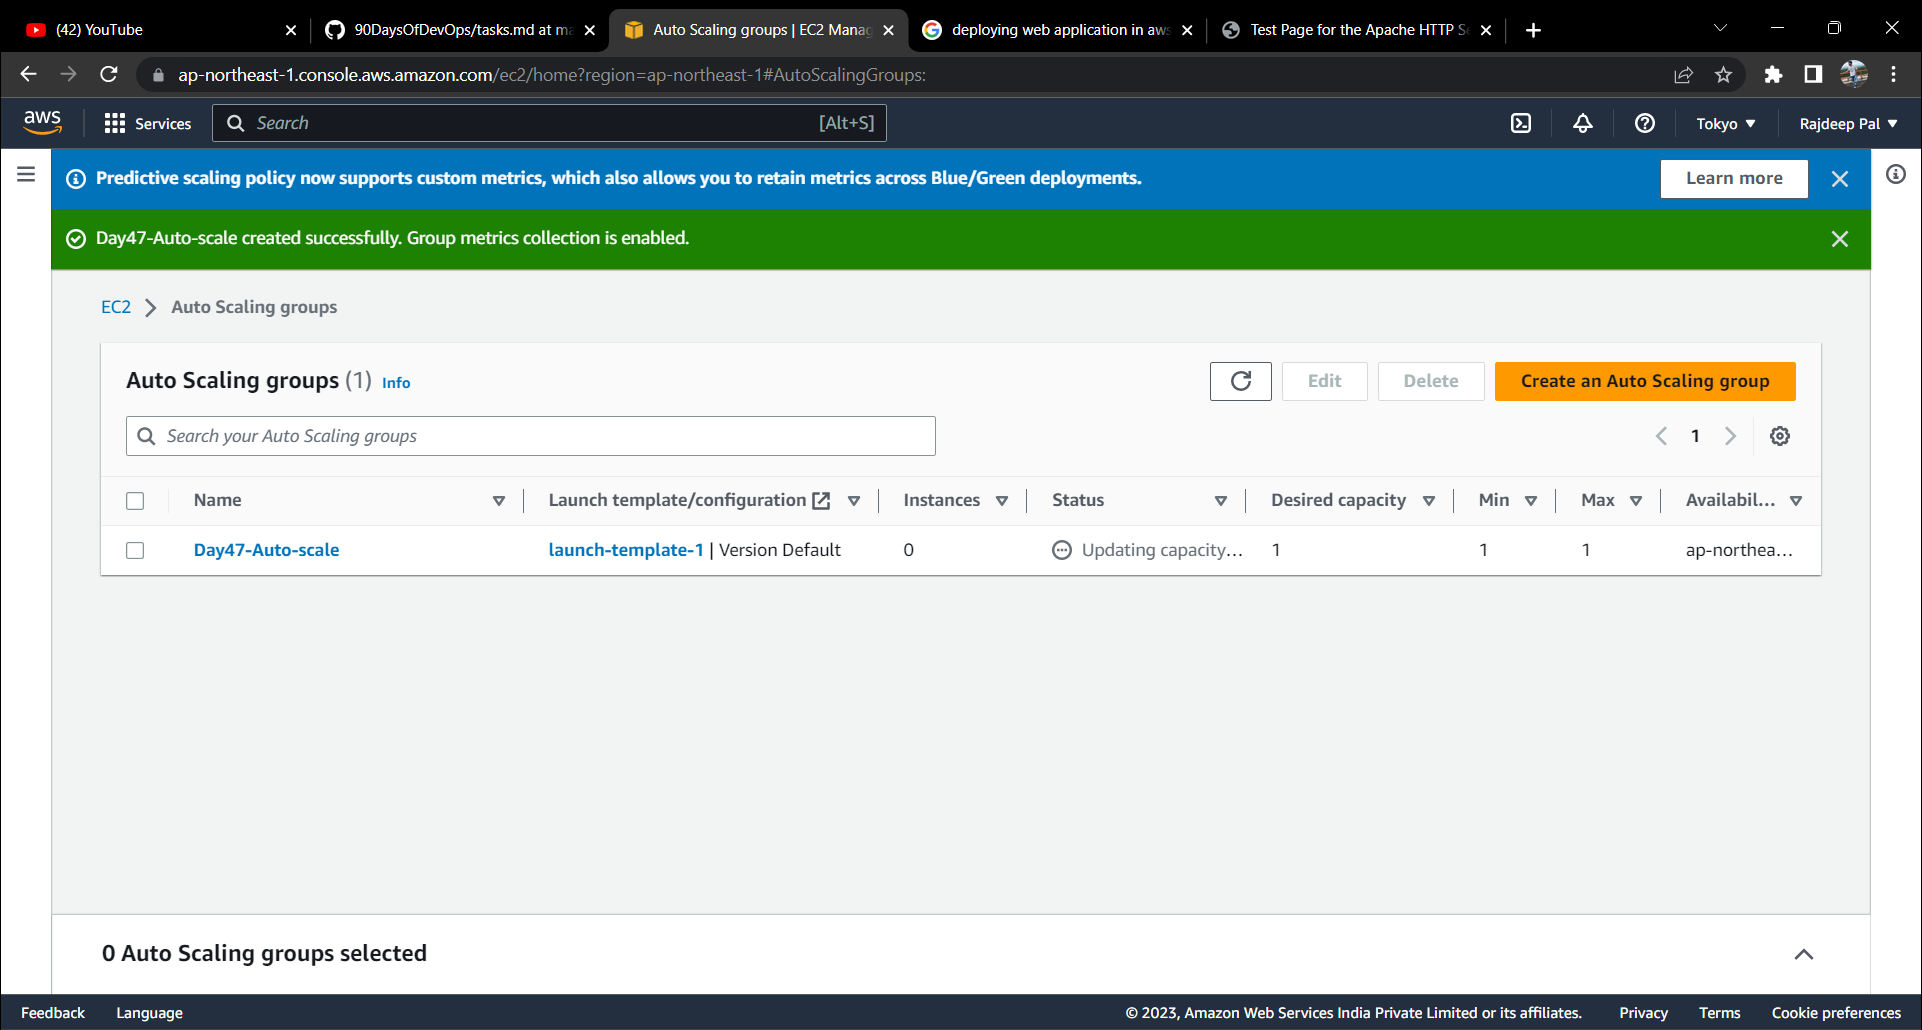 (42) YouTube
90DaysOfDevOps/tasks.md at ma
Auto Scaling groups | EC2 Manag
deploying web application in aws
Test Page for the Apache HTTP Se
ap-northeast-1.console.aws.amazon.com/ec2/home?region=ap-northeast-1#AutoScalingGroups:
aws
Services
Search
[Alt+S]
Tokyo
Rajdeep Pal
Predictive scaling policy now supports custom metrics, which also allows you to retain metrics across Blue/Green deployments.
Learn more
Day47-Auto-scale created successfully. Group metrics collection is enabled.
EC2
Auto Scaling groups
Auto Scaling groups (1) Info
Edit
Delete
Create an Auto Scaling group
Search your Auto Scaling groups
1
Name
Launch template/configuration
Instances
Status
Desired capacity
Min
Max
Availabil...
Day47-Auto-scale
launch-template-1 | Version Default
0
Updating capacity...
1
1
1
ap-northea...
0 Auto Scaling groups selected
Feedback
Language
© 2023, Amazon Web Services India Private Limited or its affiliates.
Privacy
Terms
Cookie preferences